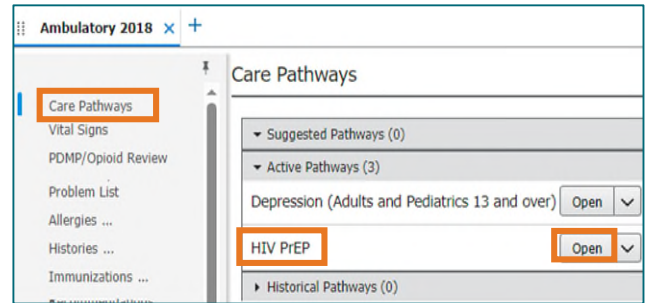 Ambulatory 2018 × +
Care Pathways
Vital Signs
PDMP/Opioid Review
Problem List
Allergies ...
Histories ...
Immunizations ...
Care Pathways
Suggested Pathways (0)
Active Pathways (3)
Depression (Adults and Pediatrics 13 and over) Open
HIV PrEP Open
Historical Pathways (0)